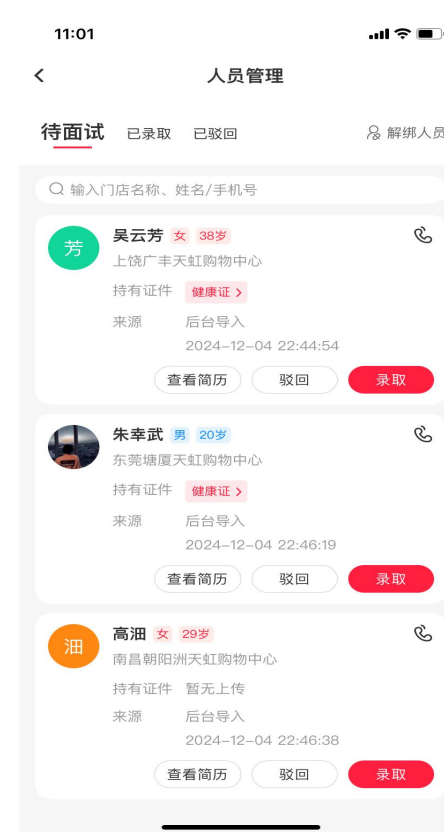 11:01
人员管理
待面试 已录取 已驳回 解绑人员
输入门店名称、姓名/手机号
芳 吴云芳 女 38岁
上饶广丰天虹购物中心
持有证件 健康证 >
来源 后台导入
2024-12-04 22:44:54
查看简历 驳回 录取
朱幸武 男 20岁
东莞塘厦天虹购物中心
持有证件 健康证 >
来源 后台导入
2024-12-04 22:46:19
查看简历 驳回 录取
沺 高沺 女 29岁
南昌朝阳洲天虹购物中心
持有证件 暂无上传
来源 后台导入
2024-12-04 22:46:38
查看简历 驳回 录取